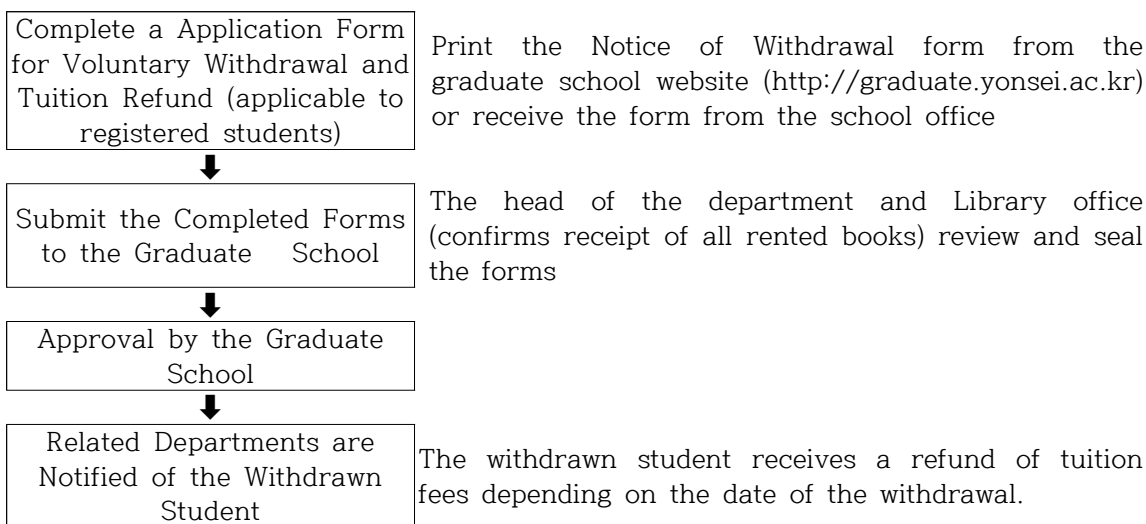 Complete a Application Form
for Voluntary Withdrawal and
Tuition Refund (applicable to
registered students)
Print the Notice of Withdrawal form from the
graduate school website (http://graduate.yonsei.ac.kr)
or receive the form from the school office
Submit the Completed Forms
to the Graduate School
The head of the department and Library office
(confirms receipt of all rented books) review and seal
the forms
Approval by the Graduate
School
Related Departments are
Notified of the Withdrawn
Student
The withdrawn student receives a refund of tuition
fees depending on the date of the withdrawal.